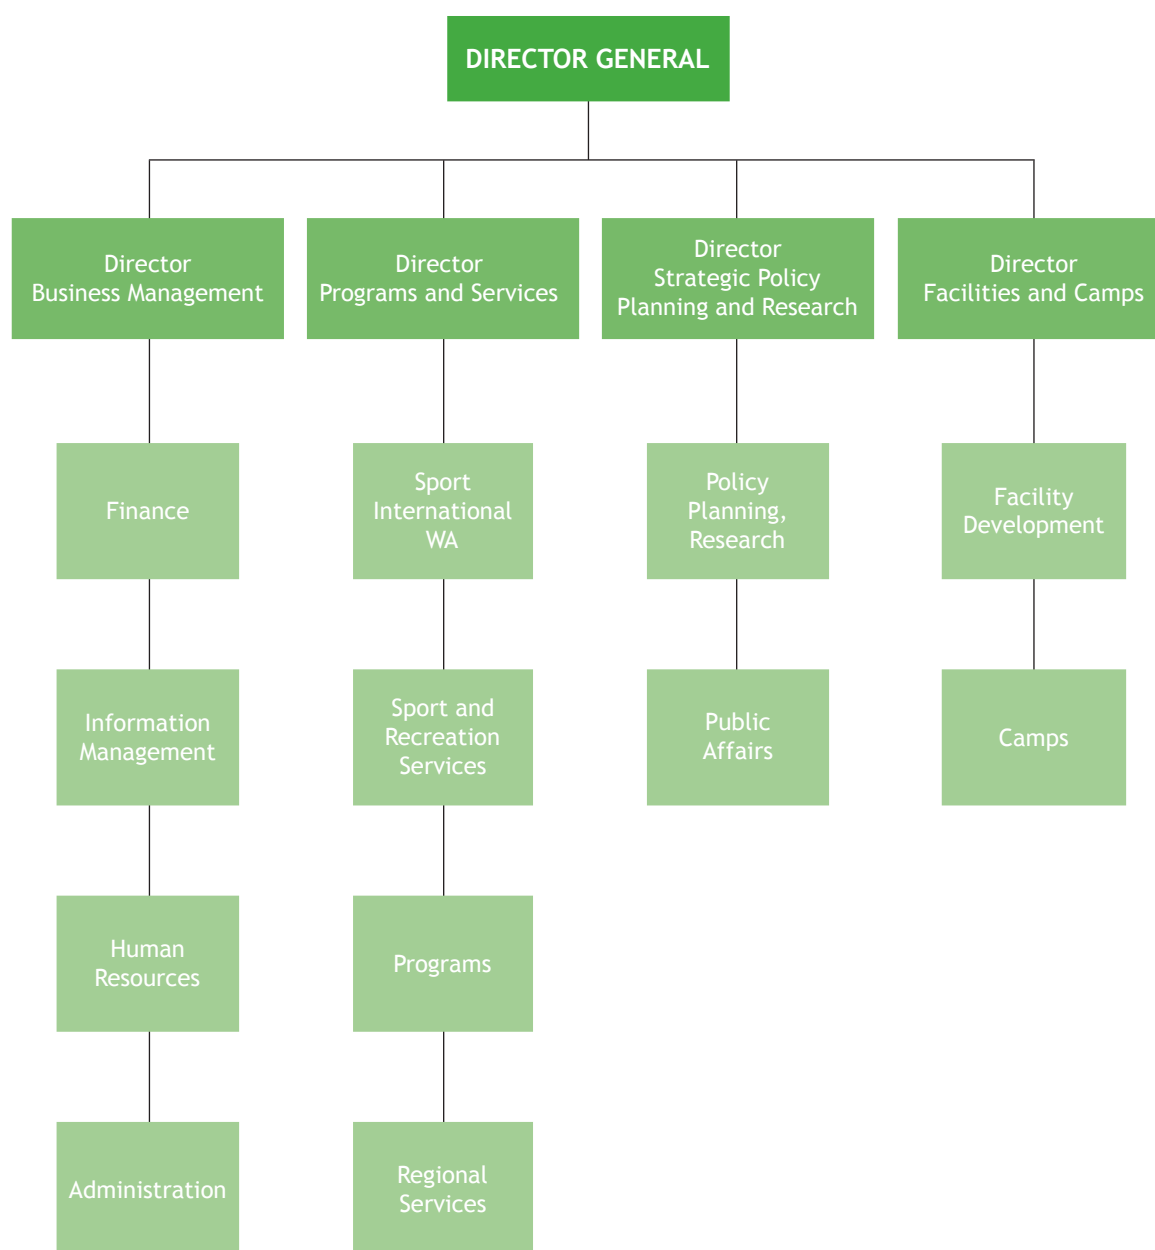 DIRECTOR GENERAL
Director
Business Management
Director
Programs and Services
Director
Strategic Policy
Planning and Research
Director
Facilities and Camps
Finance
Sport
International
WA
Policy
Planning,
Research
Facility
Development
Information
Management
Sport and
Recreation
Services
Public
Affairs
Camps
Human
Resources
Programs
Administration
Regional
Services